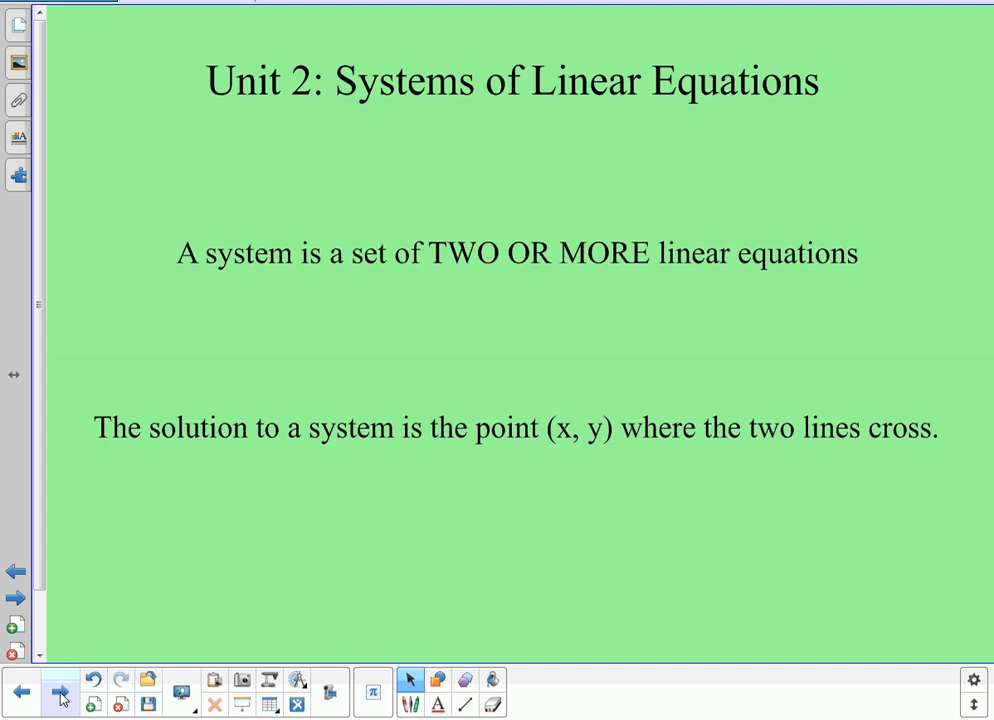 Unit 2: Systems of Linear Equations
A system is a set of TWO OR MORE linear equations
The solution to a system is the point (x, y) where the two lines cross.